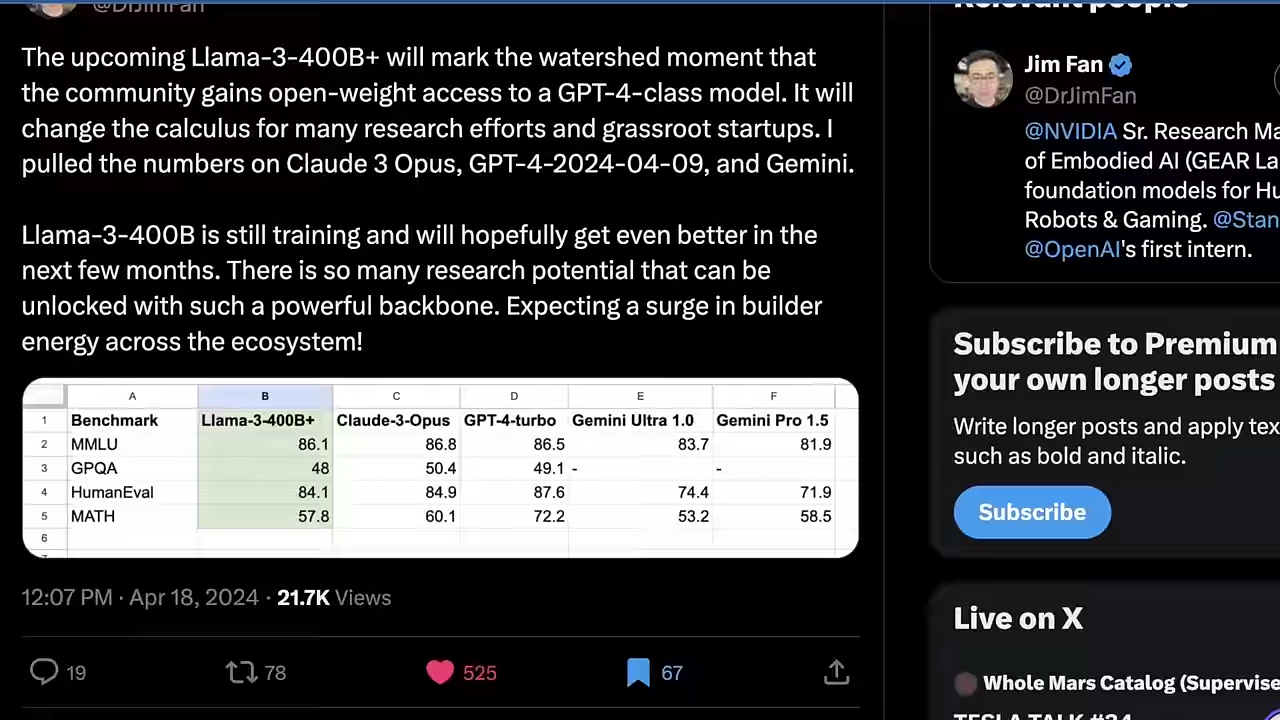 @DrJimFan
The upcoming Llama-3-400B+ will mark the watershed moment that
the community gains open-weight access to a GPT-4-class model. It will
change the calculus for many research efforts and grassroot startups. I
pulled the numbers on Claude 3 Opus, GPT-4-2024-04-09, and Gemini.
Llama-3-400B is still training and will hopefully get even better in the
next few months. There is so many research potential that can be
unlocked with such a powerful backbone. Expecting a surge in builder
energy across the ecosystem!
A B C D E F
1 Benchmark Llama-3-400B+ Claude-3-Opus GPT-4-turbo Gemini Ultra 1.0 Gemini Pro 1.5
2 MMLU 86.1 86.8 86.5 83.7 81.9
3 GPQA 48 50.4 49.1 - -
4 HumanEval 84.1 84.9 87.6 74.4 71.9
5 MATH 57.8 60.1 72.2 53.2 58.5
6
12:07 PM · Apr 18, 2024 · 21.7K Views
19 78 525 67
Relevant people
Jim Fan
@DrJimFan
@NVIDIA Sr. Research Ma
of Embodied AI (GEAR La
foundation models for Hu
Robots & Gaming. @Stan
@OpenAI's first intern.
Subscribe to Premium
your own longer posts
Write longer posts and apply tex
such as bold and italic.
Subscribe
Live on X
Whole Mars Catalog (Supervise
TESLA TALK #34